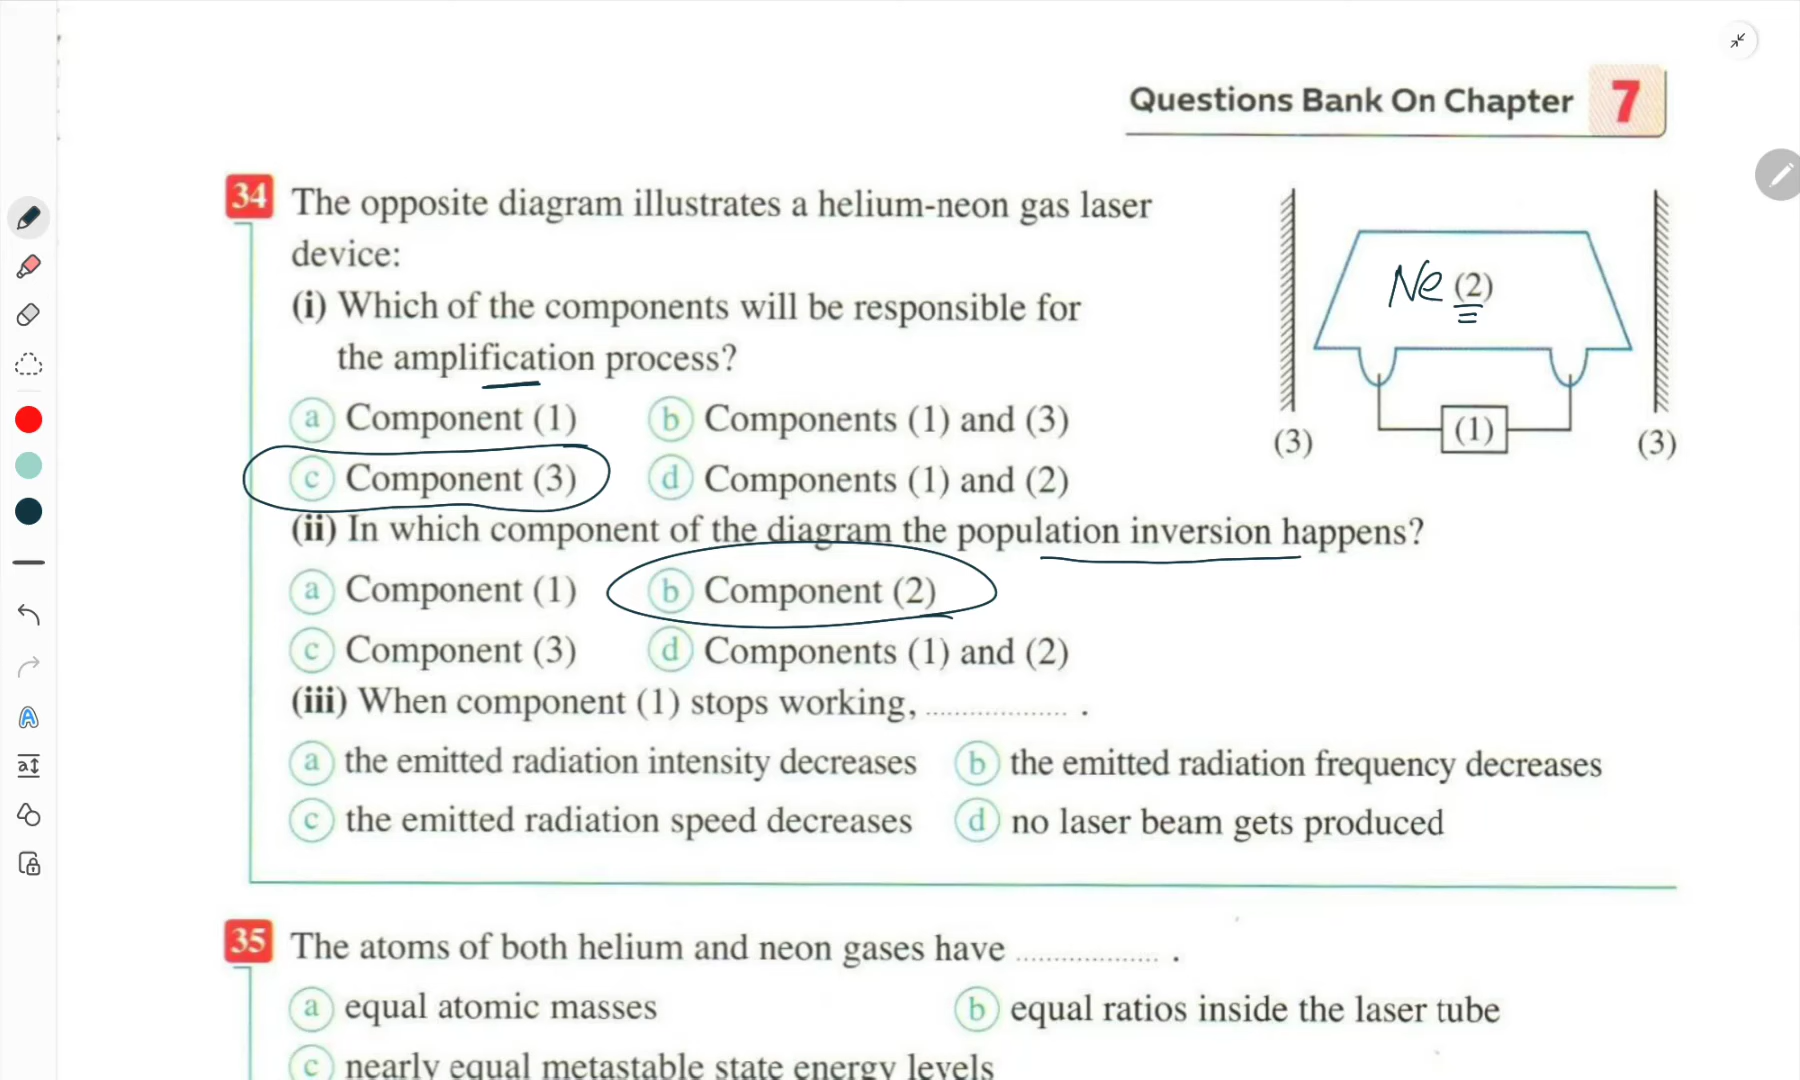 Questions Bank On Chapter 7
34 The opposite diagram illustrates a helium-neon gas laser
device:
(i) Which of the components will be responsible for
the amplification process?
a Component (1) b Components (1) and (3)
c Component (3) d Components (1) and (2)
Ne (2)
(1)
(3) (3)
(ii) In which component of the diagram the population inversion happens?
a Component (1) b Component (2)
c Component (3) d Components (1) and (2)
(iii) When component (1) stops working, .................. .
a the emitted radiation intensity decreases b the emitted radiation frequency decreases
c the emitted radiation speed decreases d no laser beam gets produced
35 The atoms of both helium and neon gases have .................. .
a equal atomic masses b equal ratios inside the laser tube
c nearly equal metastable state energy levels